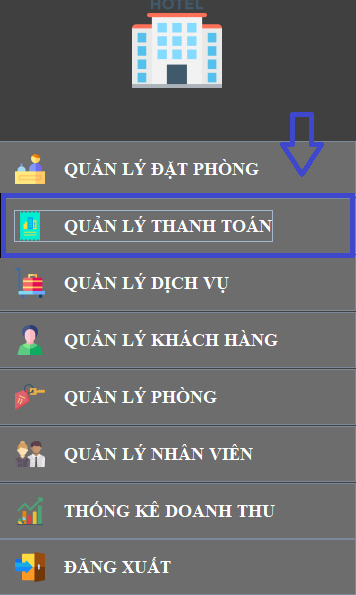 HOTEL
QUẢN LÝ ĐẶT PHÒNG
QUẢN LÝ THANH TOÁN
QUẢN LÝ DỊCH VỤ
QUẢN LÝ KHÁCH HÀNG
QUẢN LÝ PHÒNG
QUẢN LÝ NHÂN VIÊN
THỐNG KÊ DOANH THU
ĐĂNG XUẤT